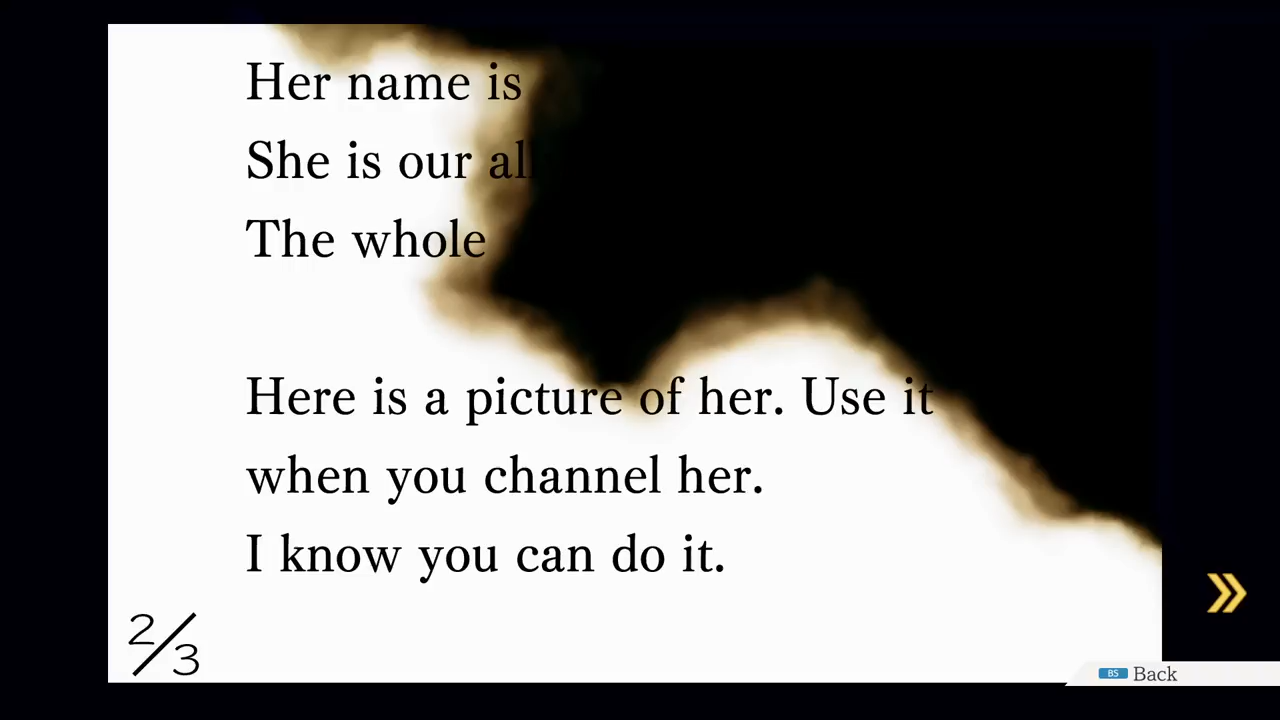 Her name is
She is our al
The whole
Here is a picture of her. Use it
when you channel her.
I know you can do it.
2/3
BS Back